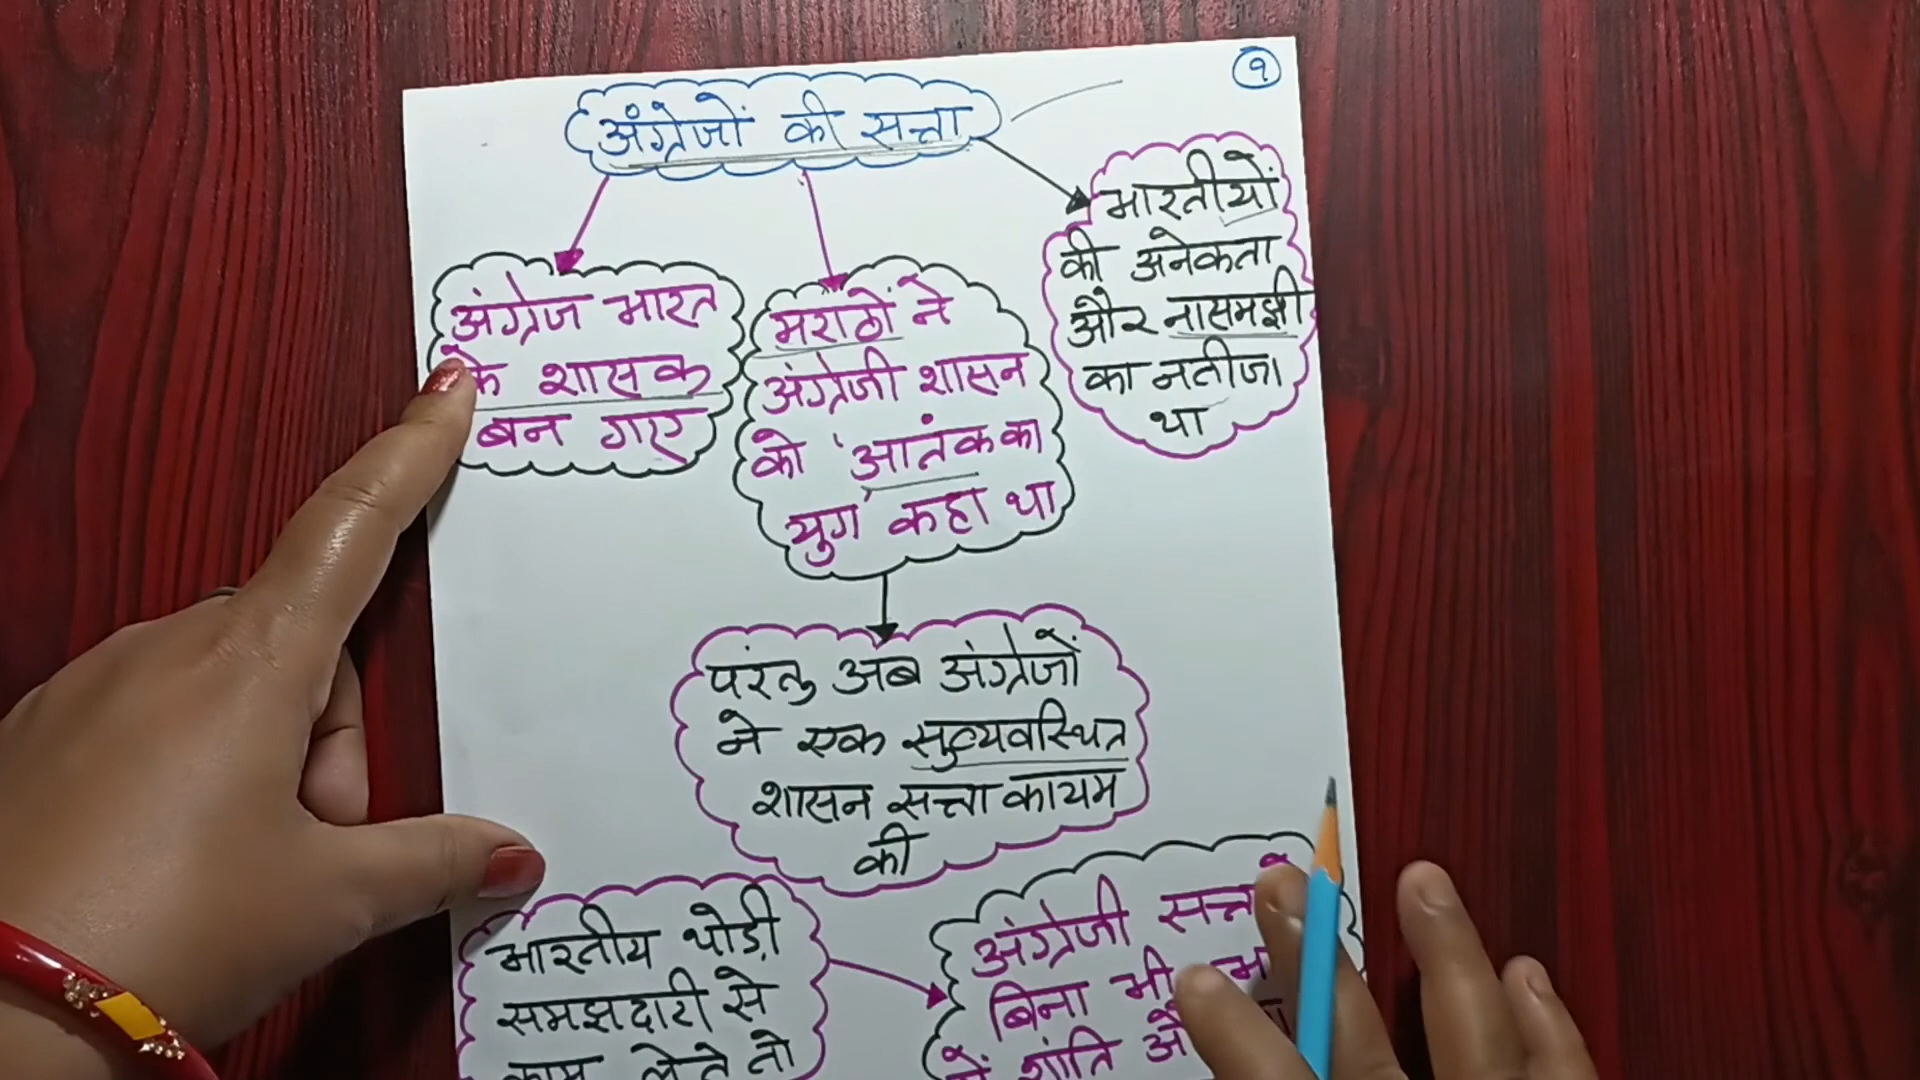 १
अंग्रेजों की सत्ता
अंग्रेज भारत
के शासक
बन गए
मराठों ने
अंग्रेजी शासन
को 'आतंक का
युग' कहा था
भारतीयों
की अनेकता
और नासमझी
का नतीजा
था
परंतु अब अंग्रेजों
ने एक सुव्यवस्थित
शासन सत्ता कायम
की
भारतीय थोड़ी
समझदारी से
काम लेते तो
अंग्रेजी
बिना भी
में शांति